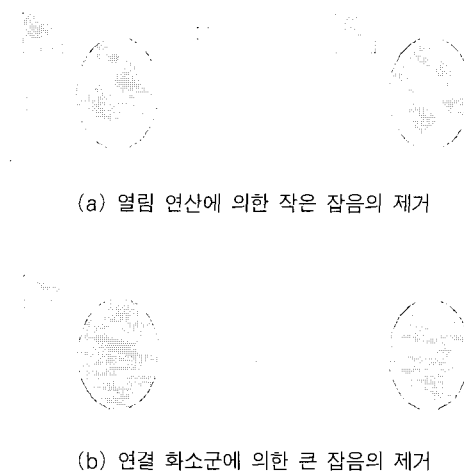 (a) 열림 연산에 의한 작은 잡음의 제거
(b) 연결 화소군에 의한 큰 잡음의 제거